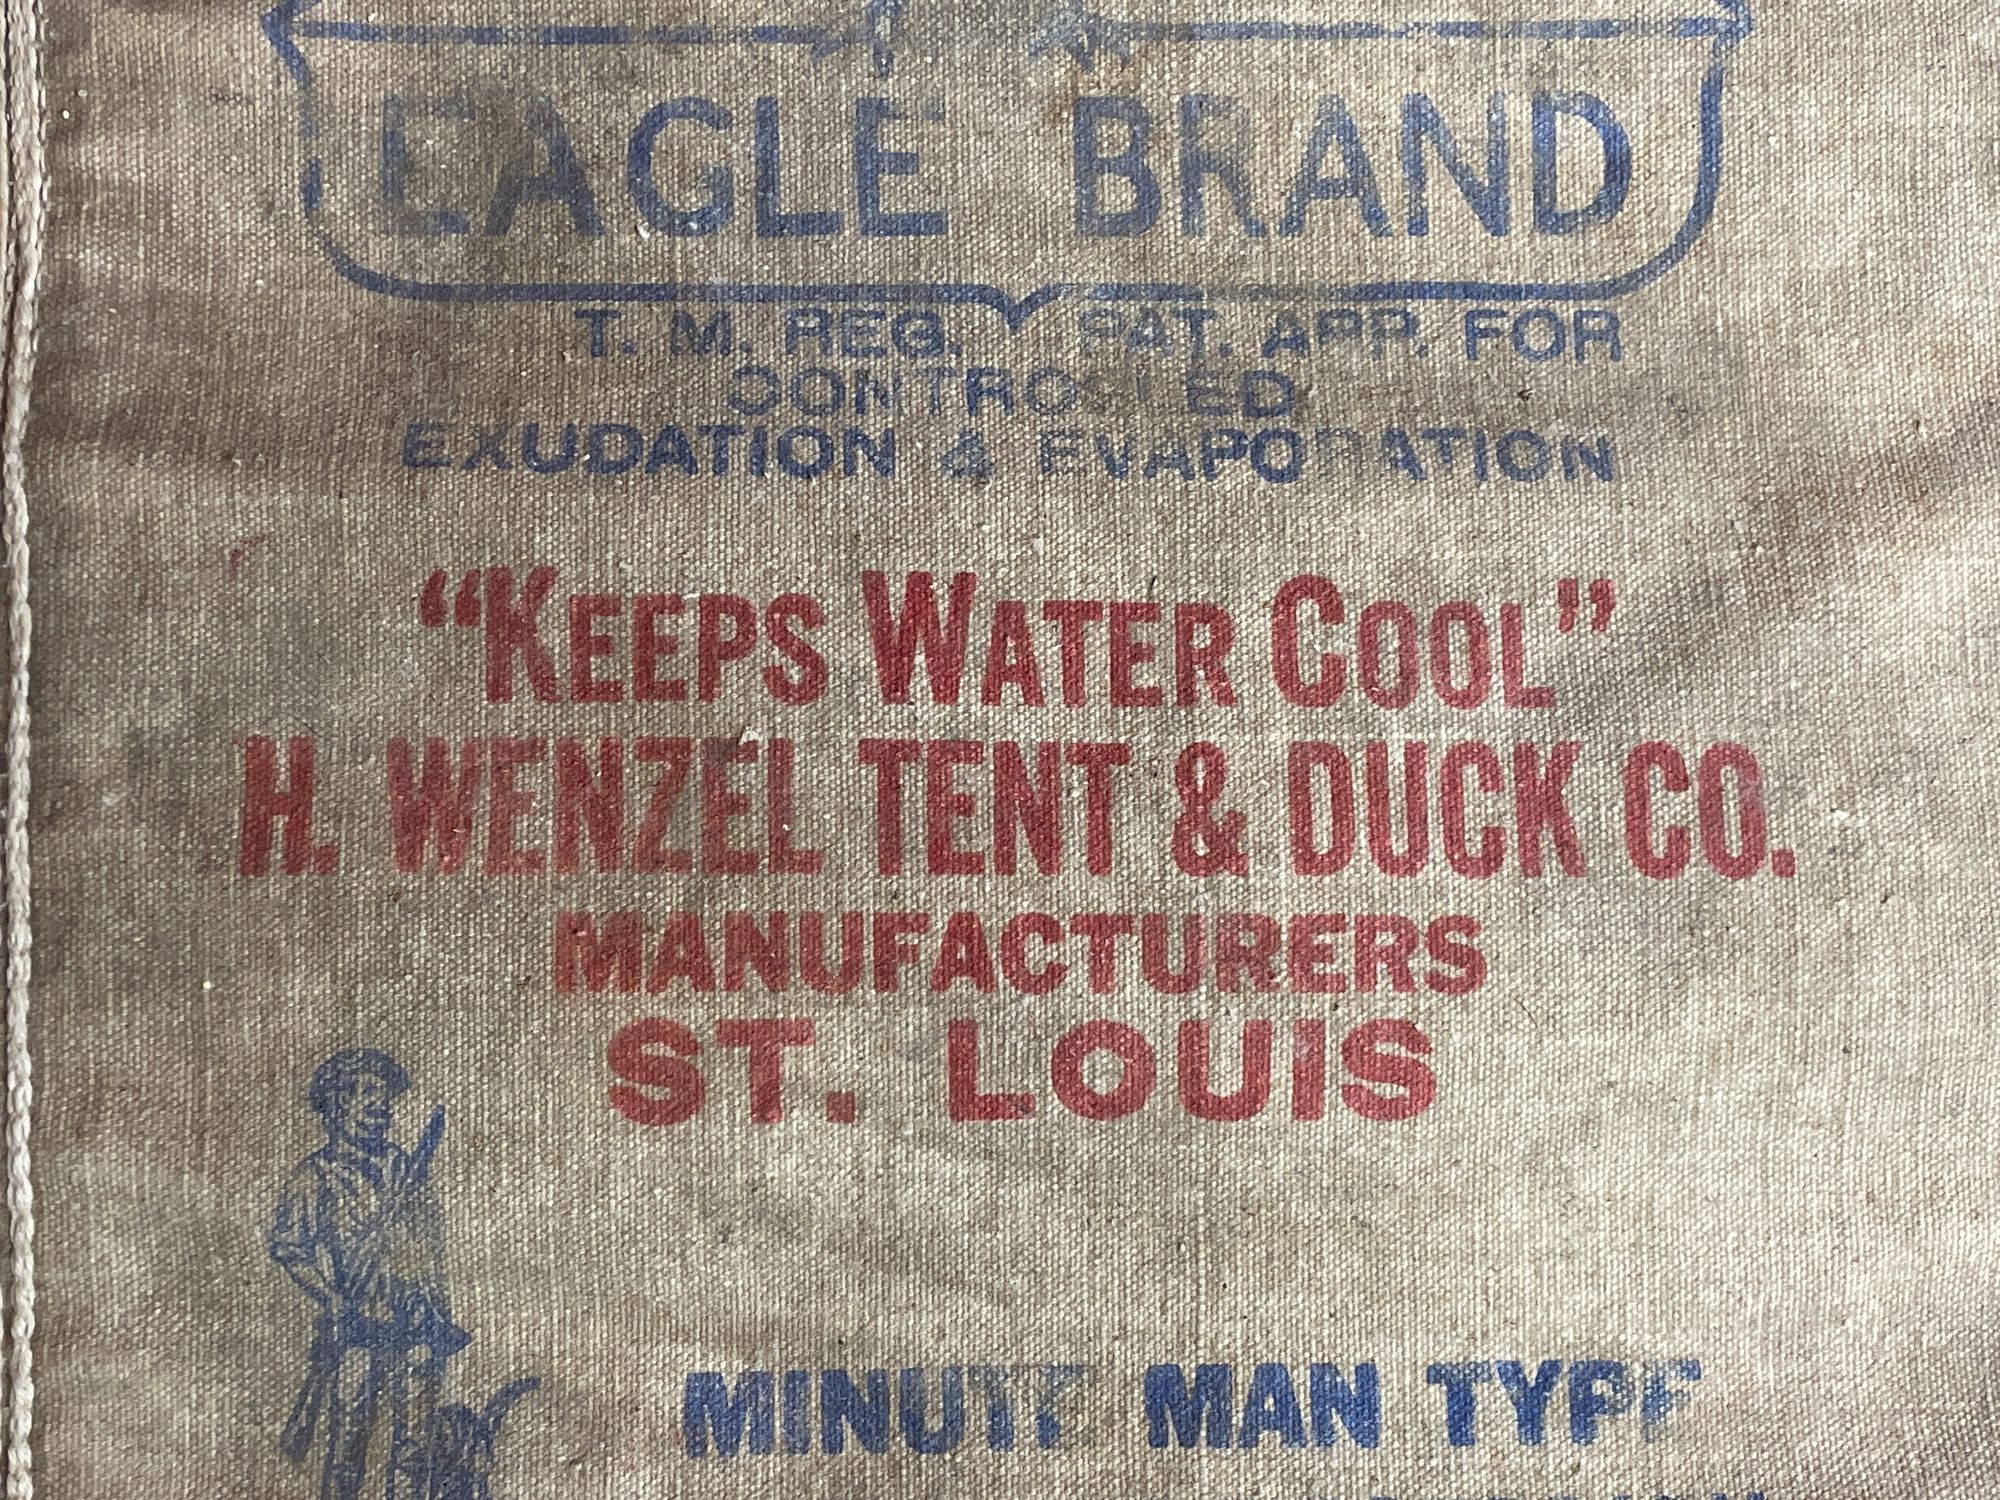 EAGLE BRAND
T. M. REG. PAT. APP. FOR
CONTROLLED
EXUDATION & EVAPORATION
"KEEPS WATER COOL"
H. WENZEL TENT & DUCK CO.
MANUFACTURERS
ST. LOUIS
MINUTE MAN TYPE